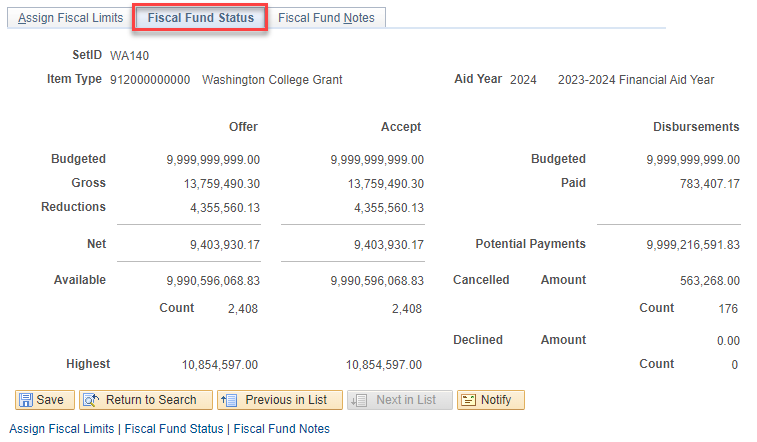 Assign Fiscal Limits Fiscal Fund Status Fiscal Fund Notes
SetID WA140
Item Type 912000000000 Washington College Grant Aid Year 2024 2023-2024 Financial Aid Year
Offer Accept Disbursements
Budgeted 9,999,999,999.00 9,999,999,999.00 Budgeted 9,999,999,999.00
Gross 13,759,490.30 13,759,490.30 Paid 783,407.17
Reductions 4,355,560.13 4,355,560.13
Net 9,403,930.17 9,403,930.17 Potential Payments 9,999,216,591.83
Available 9,990,596,068.83 9,990,596,068.83 Cancelled Amount 563,268.00
Count 2,408 2,408 Count 176
Declined Amount 0.00
Highest 10,854,597.00 10,854,597.00 Count 0
Save Return to Search Previous in List Next in List Notify
Assign Fiscal Limits | Fiscal Fund Status | Fiscal Fund Notes